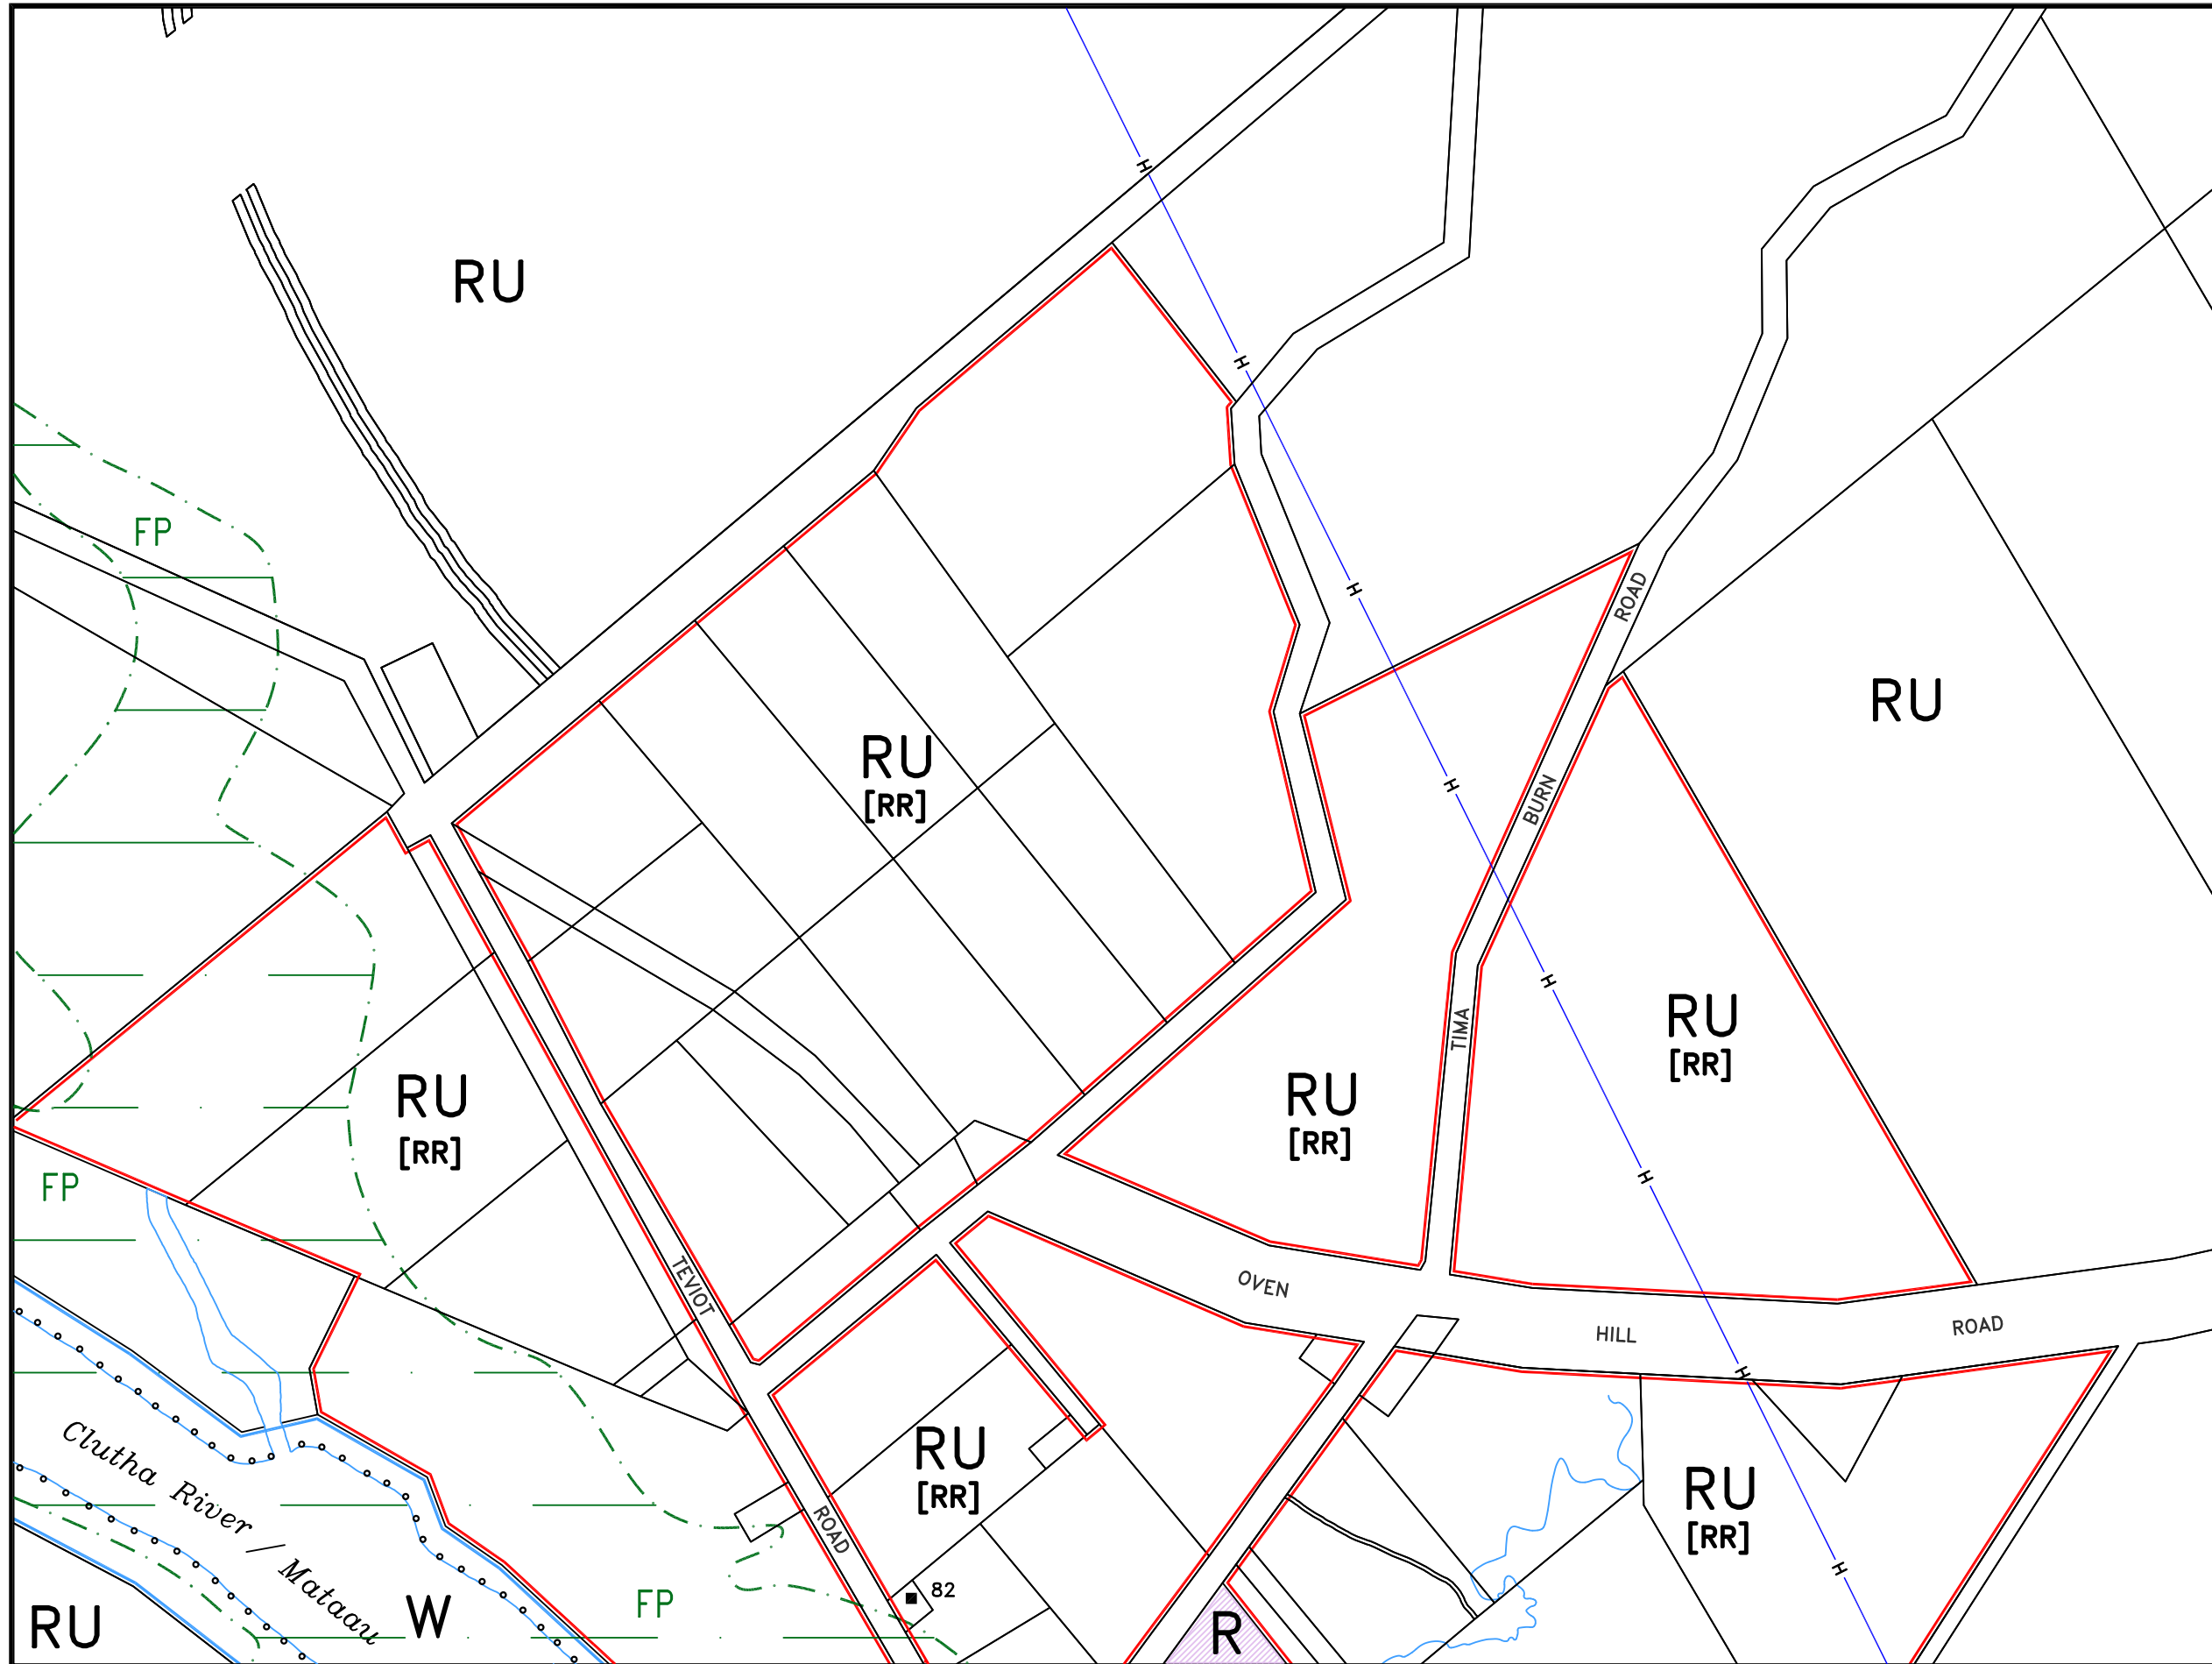 H
RU
H
FP
H
ROAD
RU
RU
[RR]
H
BURN
H
RU
[RR]
TIMA
RU
[RR]
RU
[RR]
FP
H
TEVIOT
OVEN
HILL
ROAD
H
RU
[RR]
RU
[RR]
Clutha River / Mataau
ROAD
H
82
FP
W
RU
R